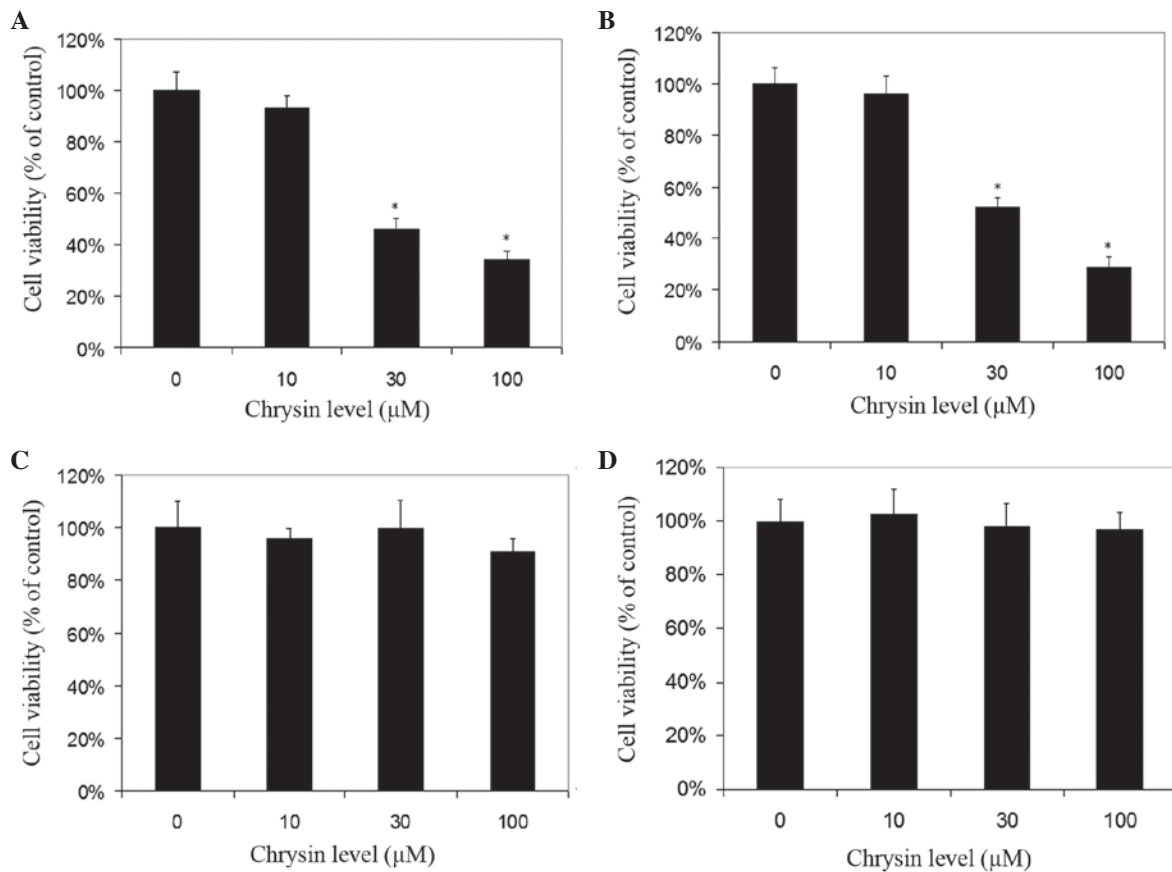 A
Cell viability (% of control)
120%
100%
80%
60%
40%
20%
0%
*
*
0 10 30 100
Chrysin level (µM)
B
Cell viability (% of control)
120%
100%
80%
60%
40%
20%
0%
*
*
0 10 30 100
Chrysin level (µM)
C
Cell viability (% of control)
120%
100%
80%
60%
40%
20%
0%
0 10 30 100
Chrysin level (µM)
D
Cell viability (% of control)
120%
100%
80%
60%
40%
20%
0%
0 10 30 100
Chrysin level (µM)